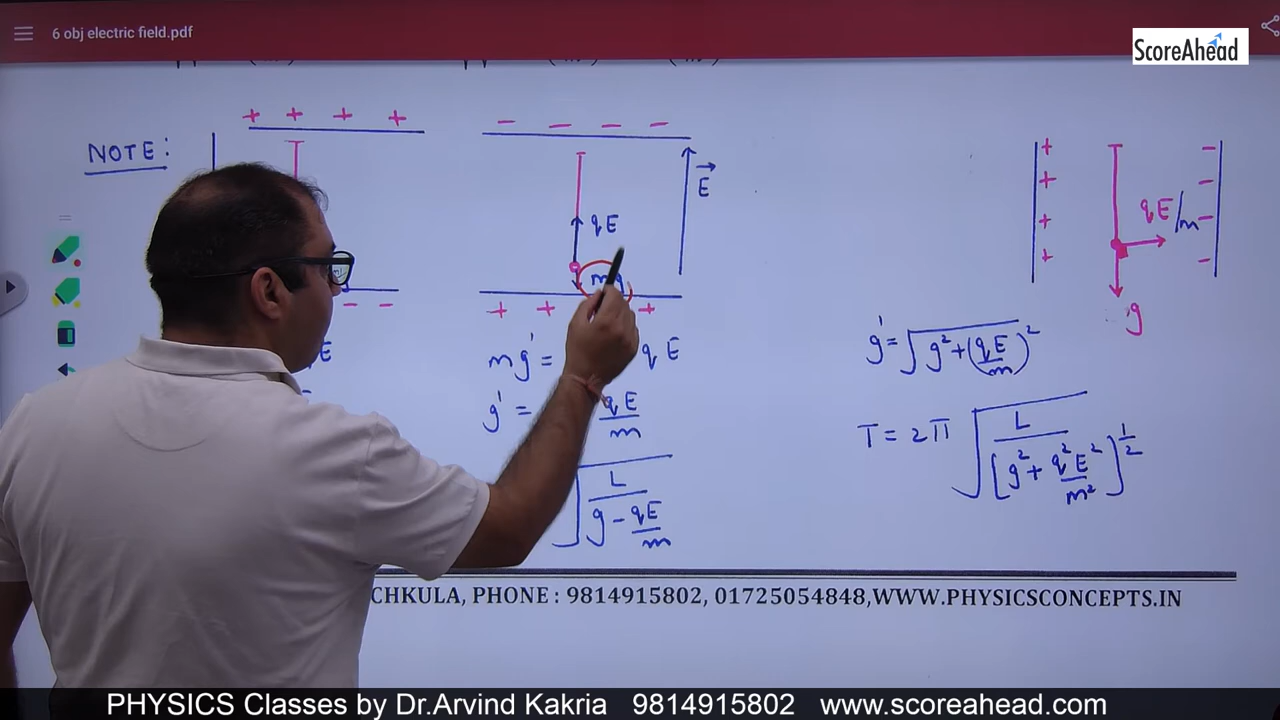 6 obj electric field.pdf
ScoreAhead
+ + + +
NOTE:
- -
E
- - - -
E
qE
mg
+ + +
mg' = qE
g' = qE/m
√L/(g - qE/m)
+ -
+ -
+ -
+ -
qE/m
g
g' = √g² + (qE/m)²
T = 2π √L/[g² + q²E²/m²]^1/2
CHKULA, PHONE : 9814915802, 01725054848,WWW.PHYSICSCONCEPTS.IN
PHYSICS Classes by Dr.Arvind Kakria 9814915802 www.scoreahead.com